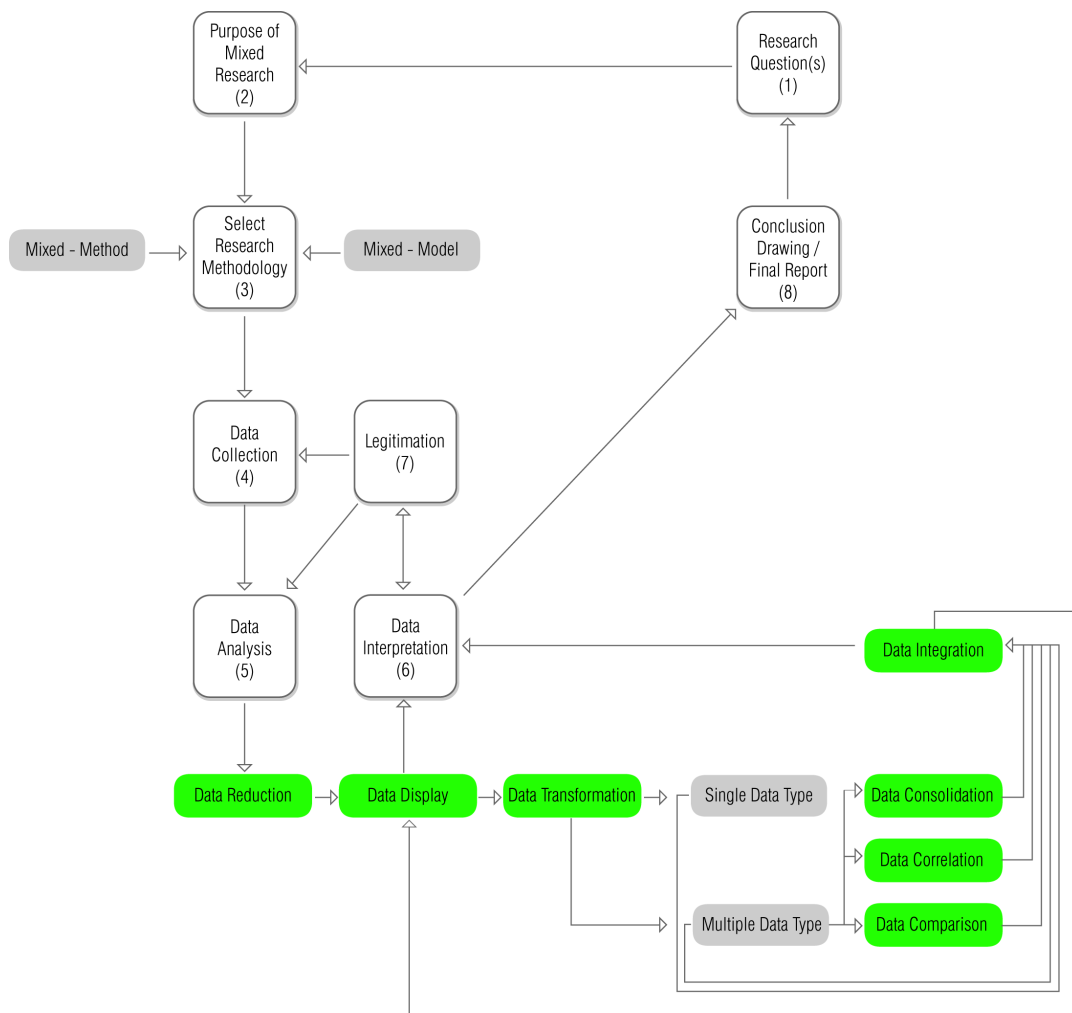 Purpose of
Mixed
Research
(2)
Research
Question(s)
(1)
Mixed - Method
Select
Research
Methodology
(3)
Mixed - Model
Conclusion
Drawing /
Final Report
(8)
Data
Collection
(4)
Legitimation
(7)
Data
Analysis
(5)
Data
Interpretation
(6)
Data Integration
Data Reduction
Data Display
Data Transformation
Single Data Type
Data Consolidation
Data Correlation
Multiple Data Type
Data Comparison